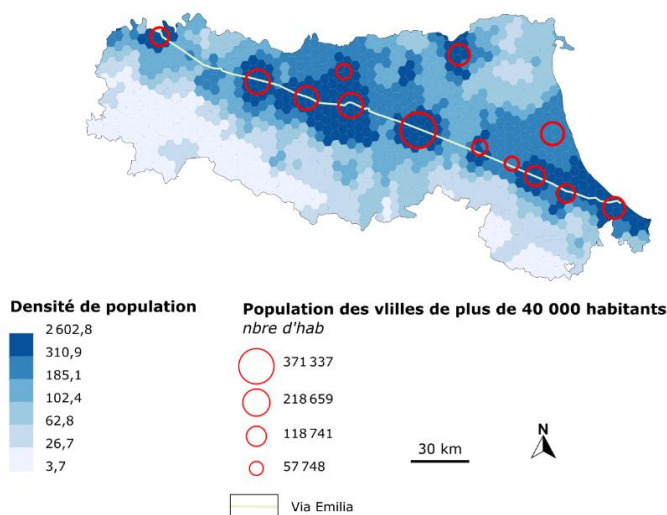 Densité de population
2 602,8
310,9
185,1
102,4
62,8
26,7
3,7
Population des vlilles de plus de 40 000 habitants
nbre d'hab
371 337
218 659
118 741
57 748
Via Emilia
30 km
N